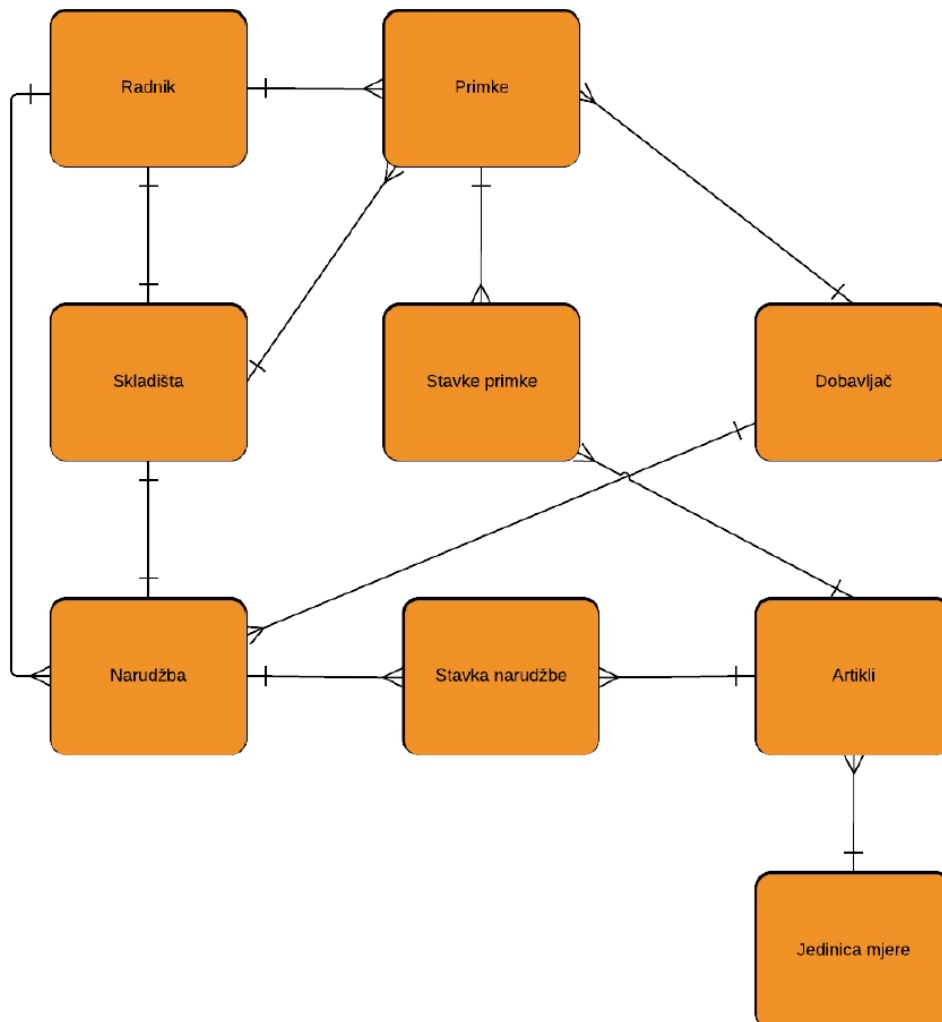 Radnik
Primke
Skladišta
Stavke primke
Dobavljač
Narudžba
Stavka narudžbe
Artikli
Jedinica mjere